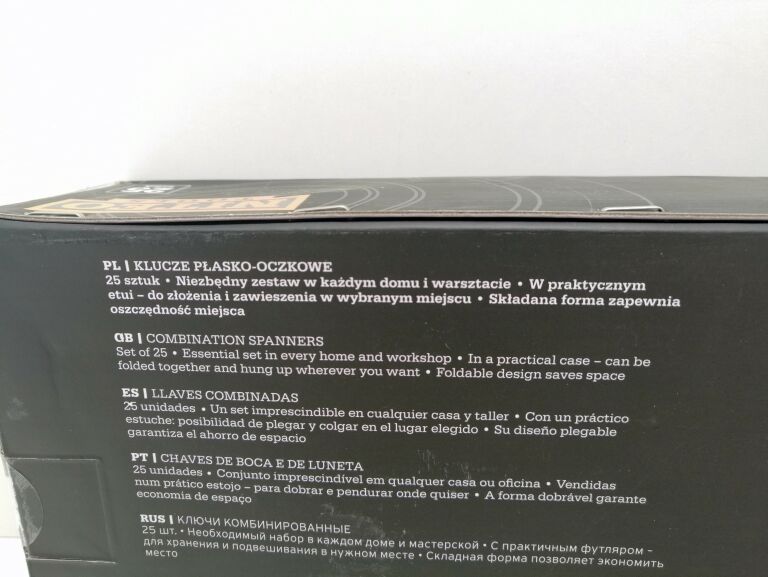 PL | KLUCZE PŁASKO-OCZKOWE
25 sztuk • Niezbędny zestaw w każdym domu i warsztacie • W praktycznym
etui – do złożenia i zawieszenia w wybranym miejscu • Składana forma zapewnia
oszczędność miejsca
GB | COMBINATION SPANNERS
Set of 25 • Essential set in every home and workshop • In a practical case – can be
folded together and hung up wherever you want • Foldable design saves space
ES | LLAVES COMBINADAS
25 unidades • Un set imprescindible en cualquier casa y taller • Con un práctico
estuche: posibilidad de plegar y colgar en el lugar elegido • Su diseño plegable
garantiza el ahorro de espacio
PT | CHAVES DE BOCA E DE LUNETA
25 unidades • Conjunto imprescindível em qualquer casa ou oficina • Vendidas
num prático estojo – para dobrar e pendurar onde quiser • A forma dobrável garante
economia de espaço
RUS | КЛЮЧИ КОМБИНИРОВАННЫЕ
25 шт. • Необходимый набор в каждом доме и мастерской • С практичным футляром –
для хранения и подвешивания в нужном месте • Складная форма позволяет экономить
место